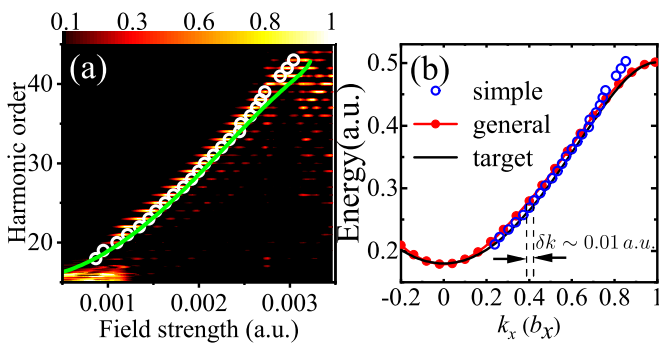 0.1 0.3 0.6 0.8 1
(a)
Harmonic order
40
30
20
0.001 0.002 0.003
Field strength (a.u.)
(b)
Energy(a.u.)
0.5
0.4
0.3
0.2
simple
general
target
δk ~ 0.01 a.u.
-0.2 0 0.2 0.4 0.6 0.8 1
kx (bx)